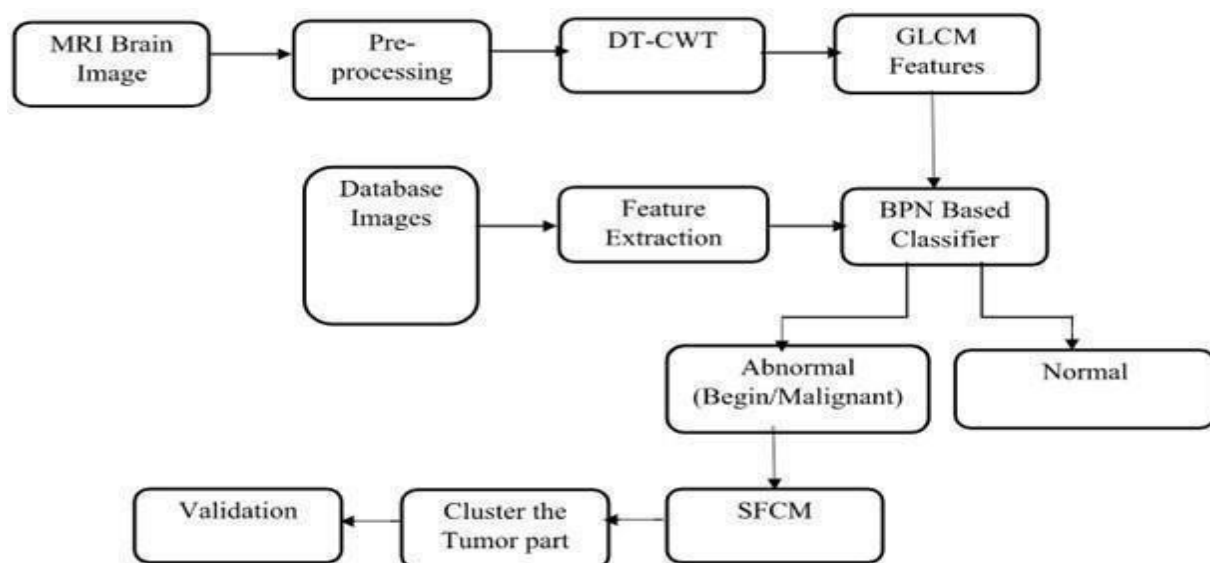 MRI Brain
Image
Pre-
processing
DT-CWT
GLCM
Features
Database
Images
Feature
Extraction
BPN Based
Classifier
Abnormal
(Begin/Malignant)
Normal
Validation
Cluster the
Tumor part
SFCM